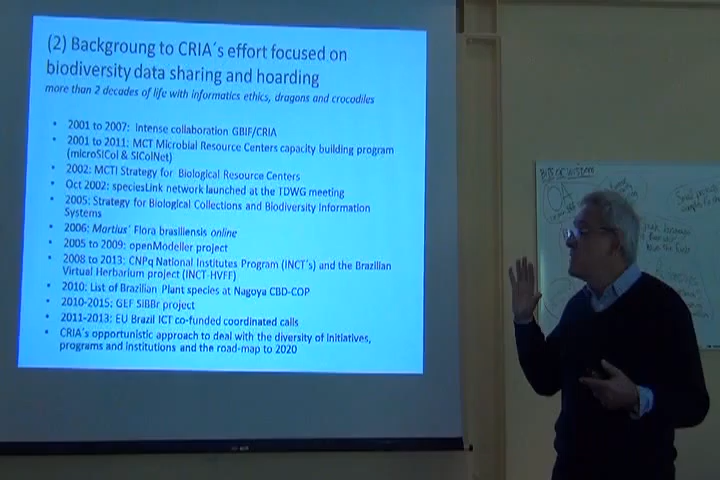 (2) Backgroung to CRIA´s effort focused on
biodiversity data sharing and hoarding
more than 2 decades of life with informatics ethics, dragons and crocodiles
• 2001 to 2007: Intense collaboration GBIF/CRIA
• 2001 to 2011: MCT Microbial Resource Centers capacity building program
(microSICol & SIColNet)
• 2002: MCTI Strategy for Biological Resource Centers
• Oct 2002: speciesLink network launched at the TDWG meeting
• 2005: Strategy for Biological Collections and Biodiversity Information
Systems
• 2006: Martius´ Flora brasiliensis online
• 2005 to 2009: openModeller project
• 2008 to 2013: CNPq National Institutes Program (INCT´s) and the Brazilian
Virtual Herbarium project (INCT-HVFF)
• 2010: List of Brazilian Plant species at Nagoya CBD-COP
• 2010-2015: GEF SiBBr project
• 2011-2013: EU Brazil ICT co-funded coordinated calls
• CRIA´s opportunistic approach to deal with the diversity of initiatives,
programs and institutions and the road-map to 2020
OA